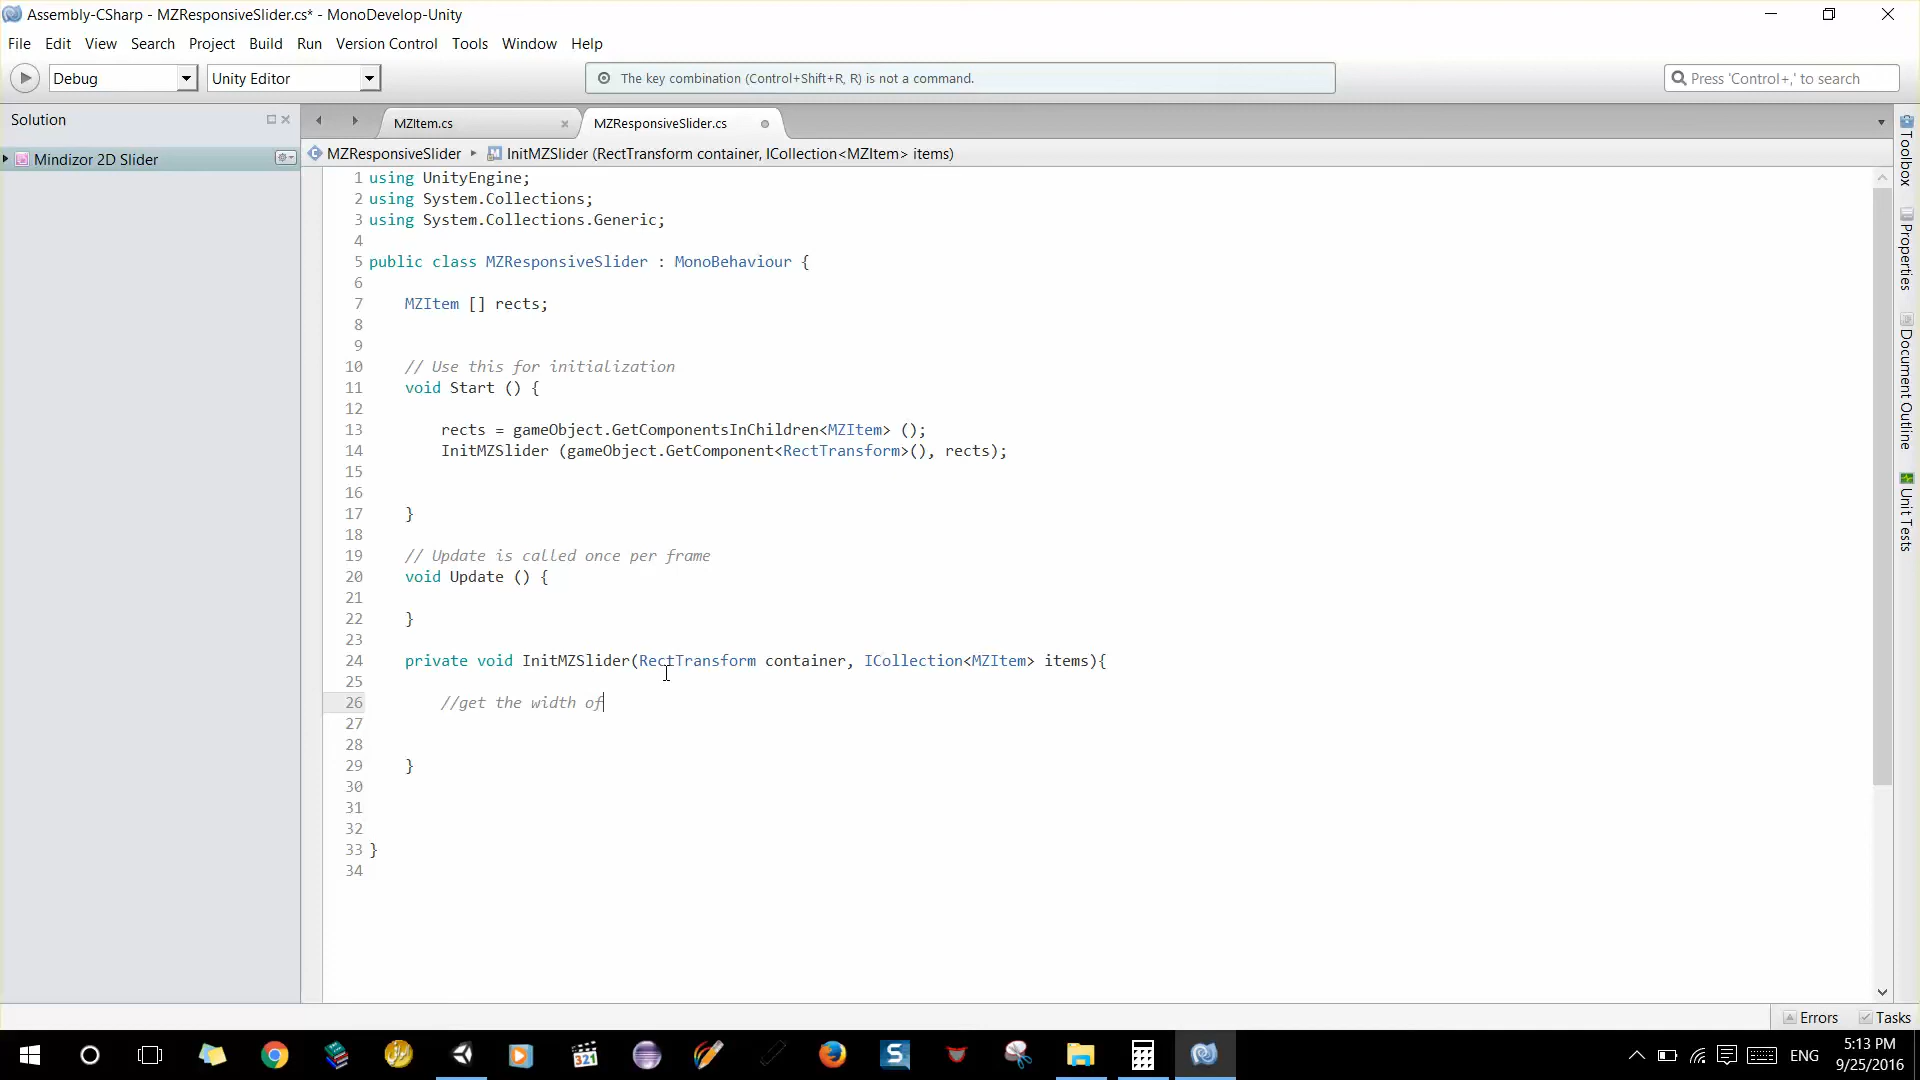 Assembly-CSharp - MZResponsiveSlider.cs* - MonoDevelop-Unity
File Edit View Search Project Build Run Version Control Tools Window Help
Debug Unity Editor The key combination (Control+Shift+R, R) is not a command. Press 'Control+,' to search
Solution MZItem.cs MZResponsiveSlider.cs
Mindizor 2D Slider MZResponsiveSlider InitMZSlider (RectTransform container, ICollection<MZItem> items)
1 using UnityEngine;
2 using System.Collections;
3 using System.Collections.Generic;
4
5 public class MZResponsiveSlider : MonoBehaviour {
6
7 MZItem [] rects;
8
9
10 // Use this for initialization
11 void Start () {
12
13 rects = gameObject.GetComponentsInChildren<MZItem> ();
14 InitMZSlider (gameObject.GetComponent<RectTransform>(), rects);
15
16
17 }
18
19 // Update is called once per frame
20 void Update () {
21
22 }
23
24 private void InitMZSlider(RectTransform container, ICollection<MZItem> items){
25
26 //get the width of
27
28
29 }
30
31
32
33 }
34
Toolbox
Properties
Document Outline
Unit Tests
Errors Tasks
321
S
ENG
5:13 PM
9/25/2016